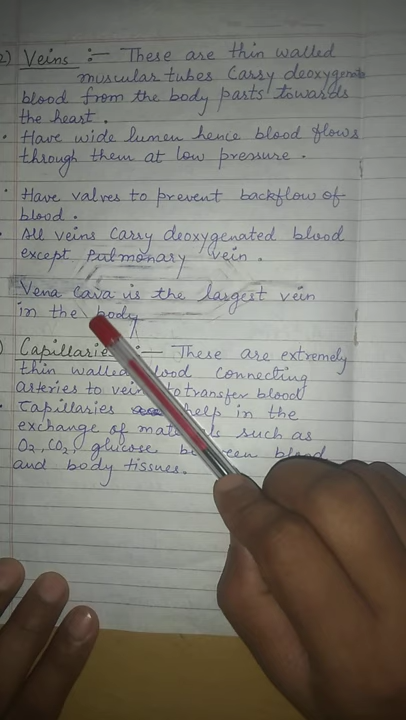 2) Veins :- These are thin walled
muscular tubes carry deoxygenate
blood from the body parts towards
the heart.
• Have wide lumen hence blood flows
through them at low pressure.
• Have valves to prevent backflow of
blood.
• All veins carry deoxygenated blood
except Pulmonary vein.
Vena Cava is the largest vein
in the body
) Capillaries :- These are extremely
thin walled blood connecting
arteries to vein to transfer blood
• Capillaries help in the
exchange of materials such as
O2, CO2, glucose between blood
and body tissues.